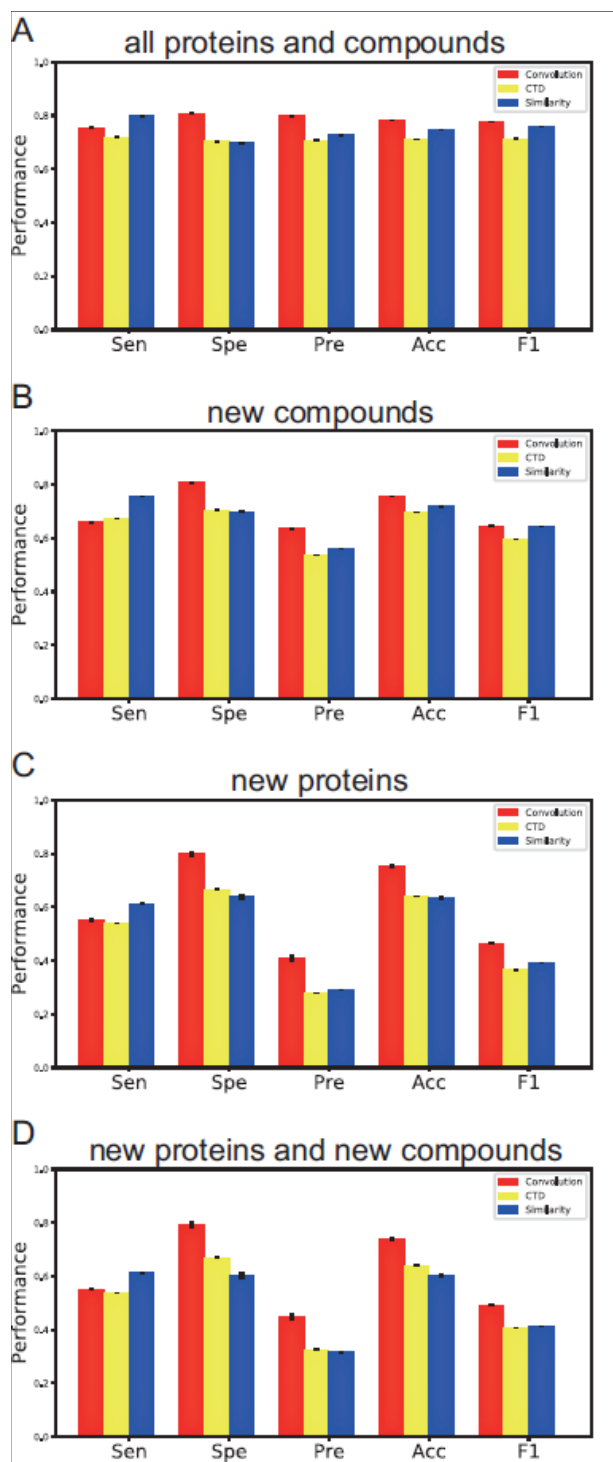 A
all proteins and compounds
1.0
0.8
0.6
0.4
0.2
0.0
Performance
Convolution
CTD
Similarity
Sen Spe Pre Acc F1
B
new compounds
1.0
0.8
0.6
0.4
0.2
0.0
Performance
Convolution
CTD
Similarity
Sen Spe Pre Acc F1
C
new proteins
1.0
0.8
0.6
0.4
0.2
0.0
Performance
Convolution
CTD
Similarity
Sen Spe Pre Acc F1
D
new proteins and new compounds
1.0
0.8
0.6
0.4
0.2
0.0
Performance
Convolution
CTD
Similarity
Sen Spe Pre Acc F1